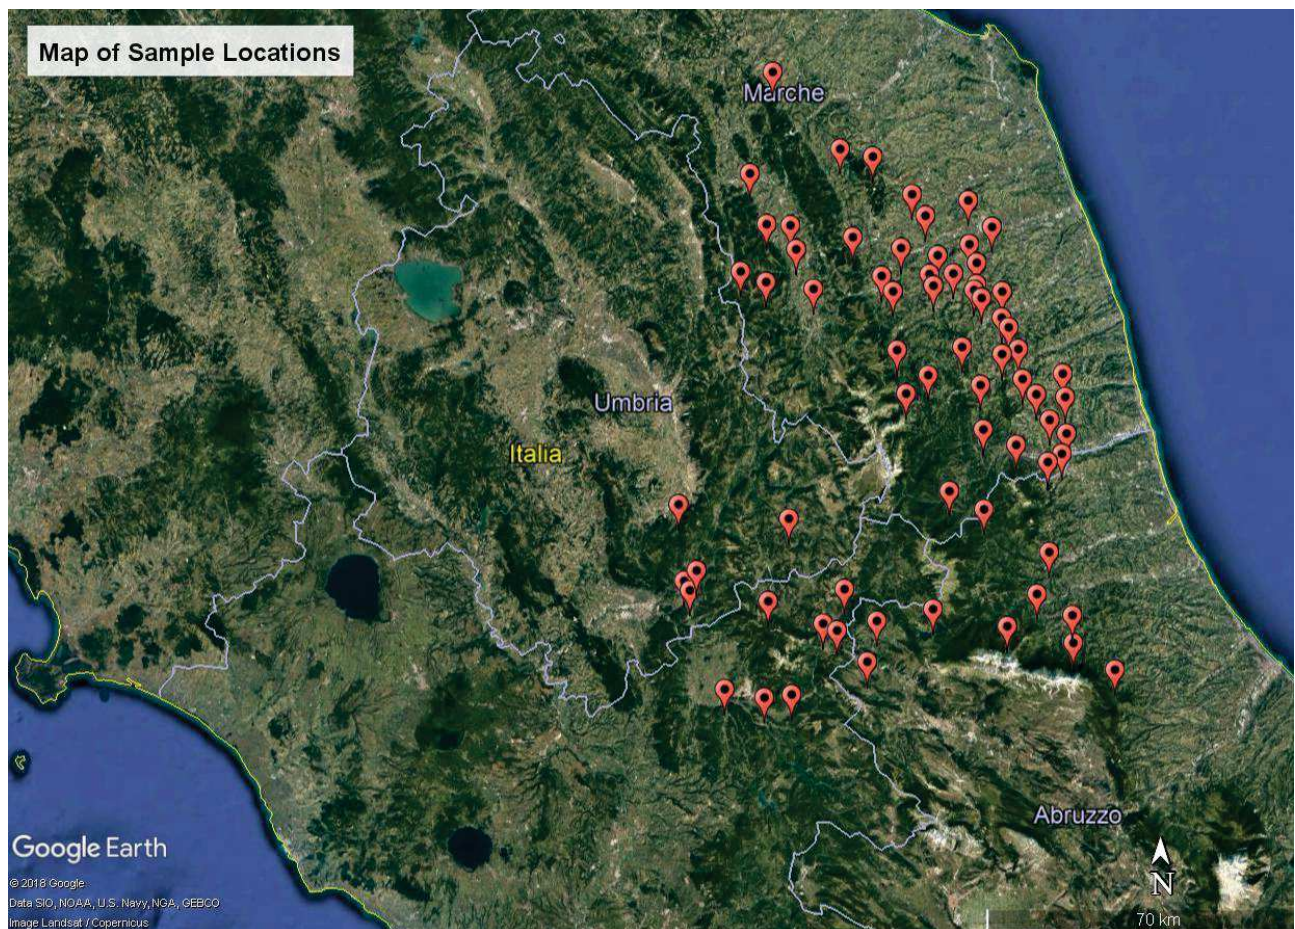 Map of Sample Locations
Marche
Umbria
Italia
Abruzzo
Google Earth
© 2018 Google
Data SIO, NOAA, U.S. Navy, NGA, GEBCO
Image Landsat / Copernicus
N
70 km